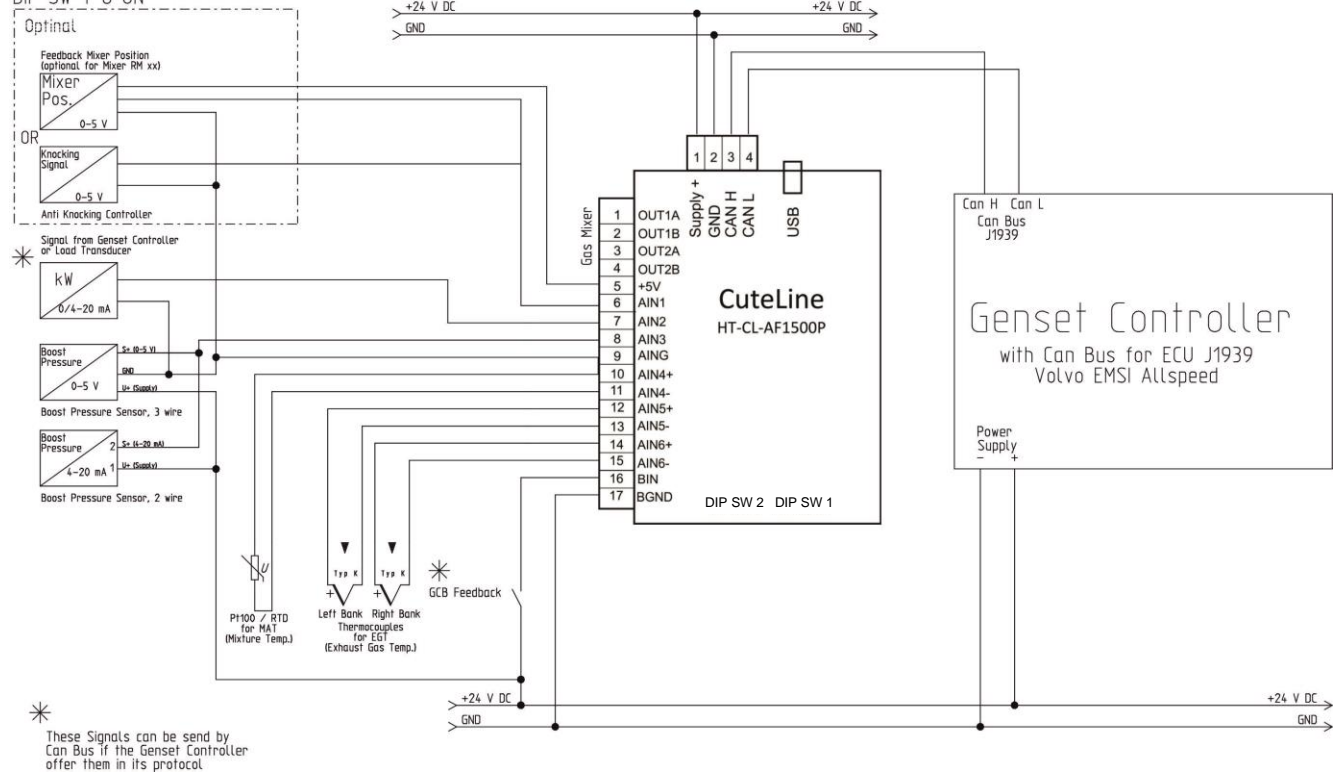 Optinal
Feedback Mixer Position
(optional for Mixer RM xx)
Mixer
Pos.
0-5 V
OR
Knocking
Signal
0-5 V
Anti Knocking Controller
Signal from Genset Controller
or Load Transducer
kW
0/4-20 mA
Boost
Pressure
0-5 V
S+ (0-5 V)
GND
U+ (Supply)
Boost Pressure Sensor, 3 wire
Boost
Pressure
4-20 mA
2 S+ (4-20 mA)
1 U+ (Supply)
Boost Pressure Sensor, 2 wire
+24 V DC +24 V DC
GND GND
1 2 3 4
Supply +
GND
CAN H
CAN L
USB
Gas Mixer
1 OUT1A
2 OUT1B
3 OUT2A
4 OUT2B
5 +5V
6 AIN1
7 AIN2
8 AIN3
9 AING
10 AIN4+
11 AIN4-
12 AIN5+
13 AIN5-
14 AIN6+
15 AIN6-
16 BIN
17 BGND
CuteLine
HT-CL-AF1500P
DIP SW 2 DIP SW 1
Can H Can L
Can Bus
J1939
Genset Controller
with Can Bus for ECU J1939
Volvo EMSI Allspeed
Power
Supply
- +
U
Pt100 / RTD
for MAT
(Mixture Temp.)
Typ K Typ K
+ +
Left Bank Right Bank
Thermocouples
for EGT
(Exhaust Gas Temp.)
GCB Feedback
+24 V DC +24 V DC
GND GND
These Signals can be send by
Can Bus if the Genset Controller
offer them in its protocol